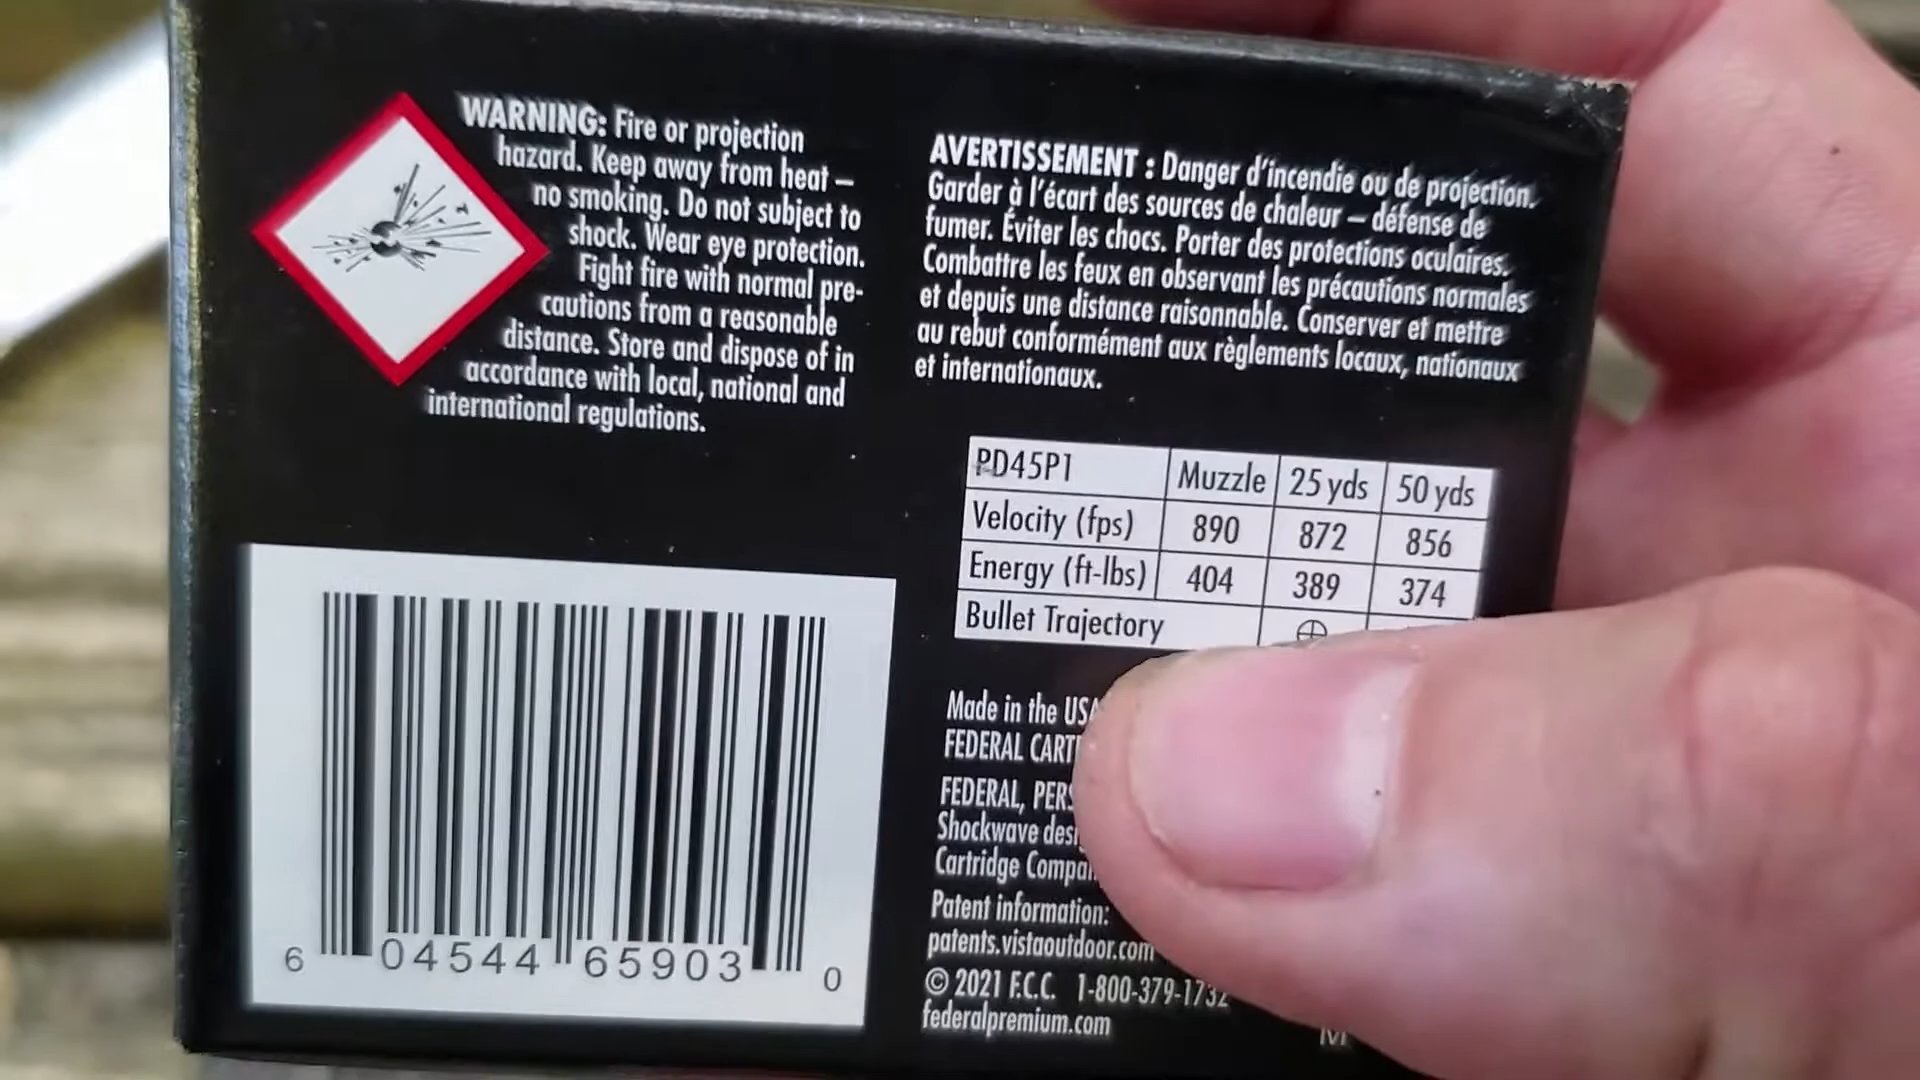 WARNING: Fire or projection
hazard. Keep away from heat –
no smoking. Do not subject to
shock. Wear eye protection.
Fight fire with normal pre-
cautions from a reasonable
distance. Store and dispose of in
accordance with local, national and
international regulations.
AVERTISSEMENT : Danger d'incendie ou de projection.
Garder à l'écart des sources de chaleur – défense de
fumer. Éviter les chocs. Porter des protections oculaires.
Combattre les feux en observant les précautions normales
et depuis une distance raisonnable. Conserver et mettre
au rebut conformément aux règlements locaux, nationaux
et internationaux.
PD45P1 Muzzle 25 yds 50 yds
Velocity (fps) 890 872 856
Energy (ft-lbs) 404 389 374
Bullet Trajectory
Made in the USA
FEDERAL
FEDERAL,
Shockwave
Cartridge
Patent information:
patents.vistaoutdoor.com
© 2021 F.C.C. 1-800-379-1732
federalpremium.com
6 04544 65903 0